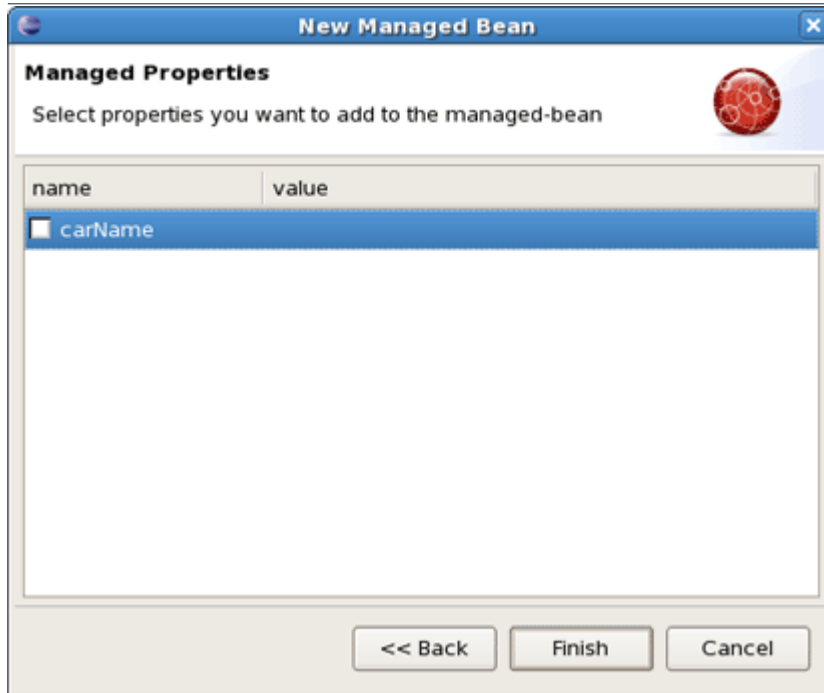 New Managed Bean
Managed Properties
Select properties you want to add to the managed-bean
name value
carName
<< Back Finish Cancel